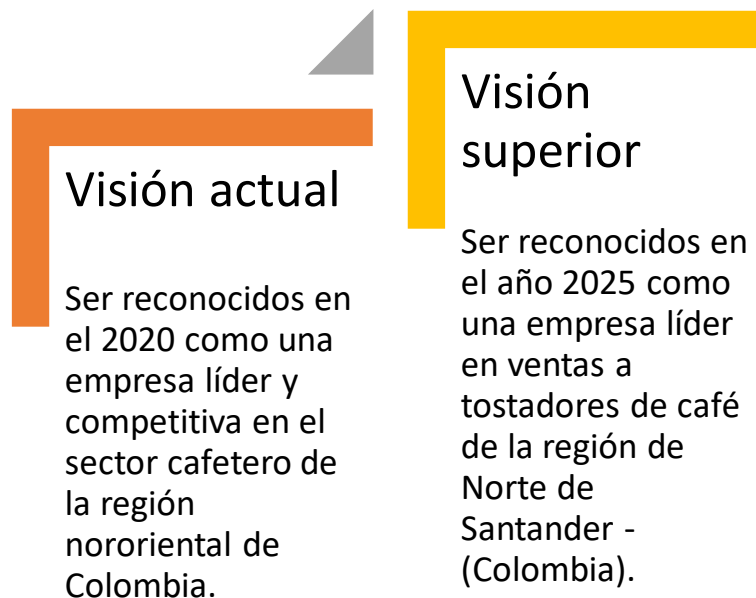 Visión actual
Ser reconocidos en
el 2020 como una
empresa líder y
competitiva en el
sector cafetero de
la región
nororiental de
Colombia.
Visión
superior
Ser reconocidos en
el año 2025 como
una empresa líder
en ventas a
tostadores de café
de la región de
Norte de
Santander -
(Colombia).